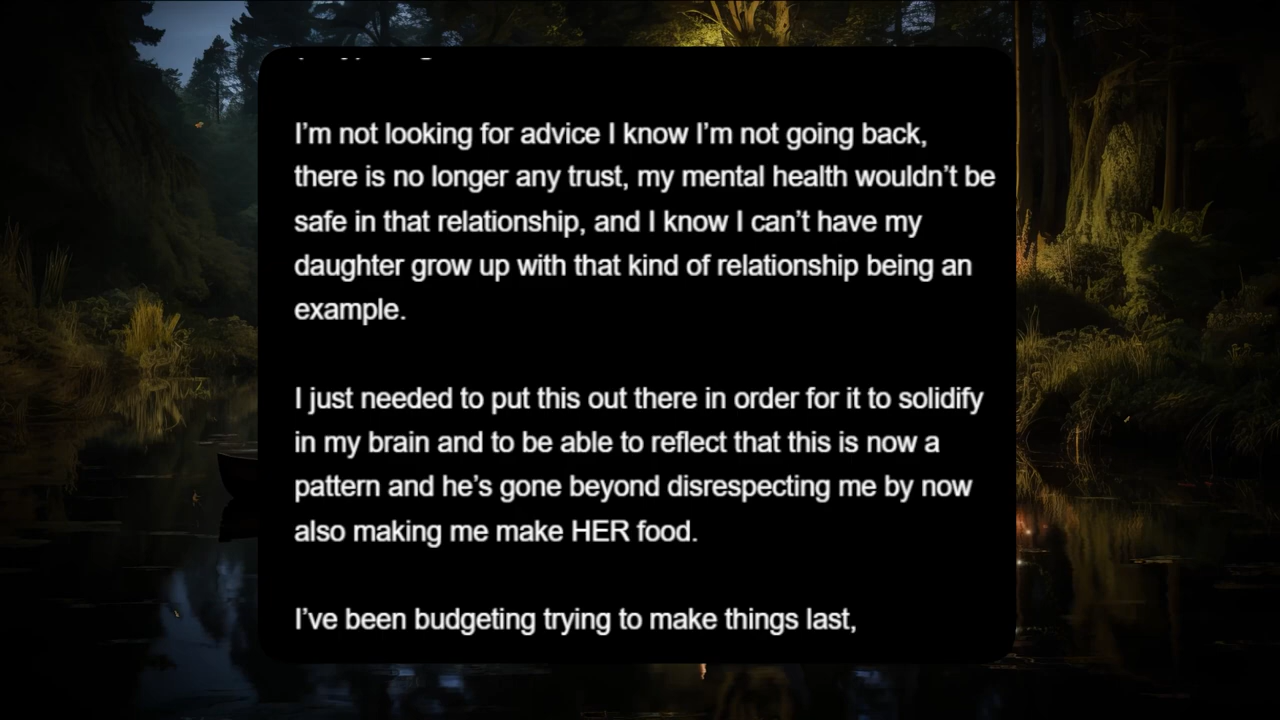 I’m not looking for advice I know I’m not going back,
there is no longer any trust, my mental health wouldn’t be
safe in that relationship, and I know I can’t have my
daughter grow up with that kind of relationship being an
example.
I just needed to put this out there in order for it to solidify
in my brain and to be able to reflect that this is now a
pattern and he’s gone beyond disrespecting me by now
also making me make HER food.
I’ve been budgeting trying to make things last,